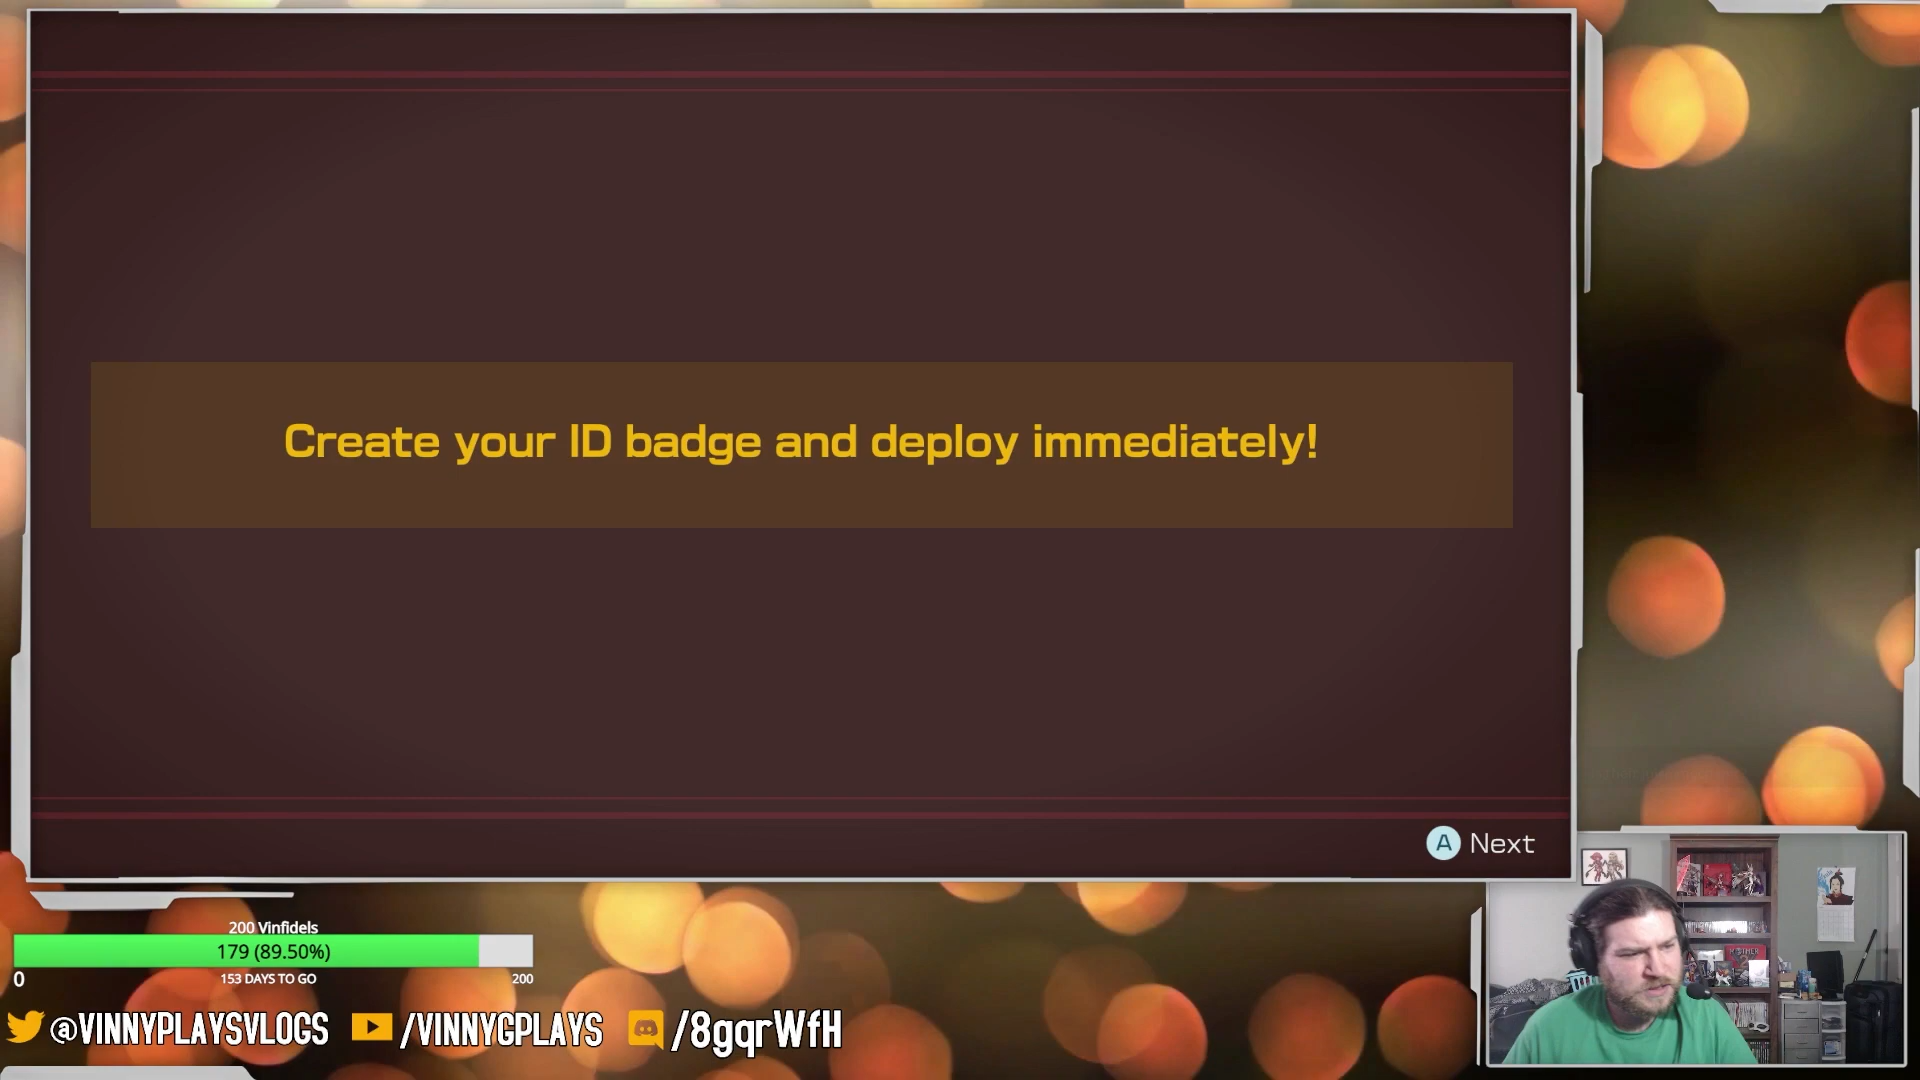 Create your ID badge and deploy immediately!
A Next
200 Vinfidels
179 (89.50%)
0 153 DAYS TO GO 200
@VINNYPLAYSVLOGS /VINNYGPLAYS /8gqrWfH